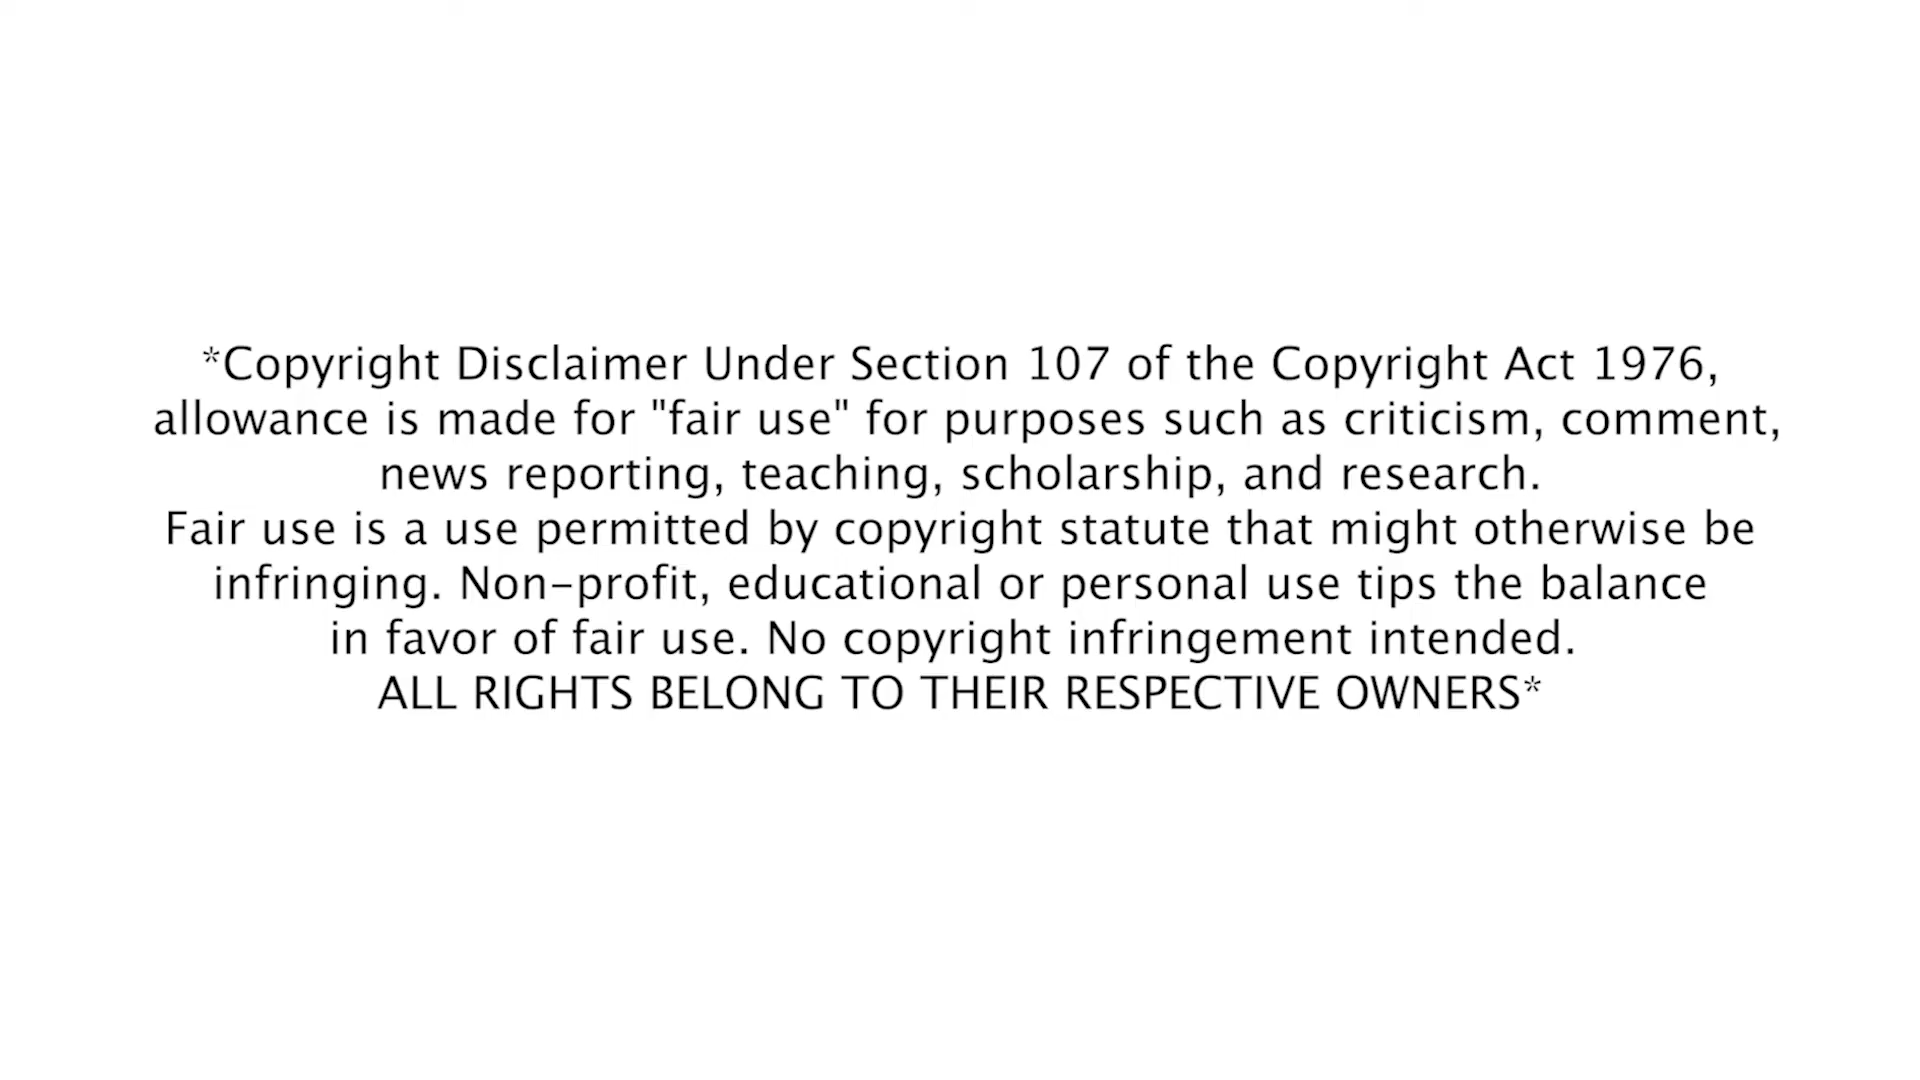 *Copyright Disclaimer Under Section 107 of the Copyright Act 1976,
allowance is made for "fair use" for purposes such as criticism, comment,
news reporting, teaching, scholarship, and research.
Fair use is a use permitted by copyright statute that might otherwise be
infringing. Non-profit, educational or personal use tips the balance
in favor of fair use. No copyright infringement intended.
ALL RIGHTS BELONG TO THEIR RESPECTIVE OWNERS*